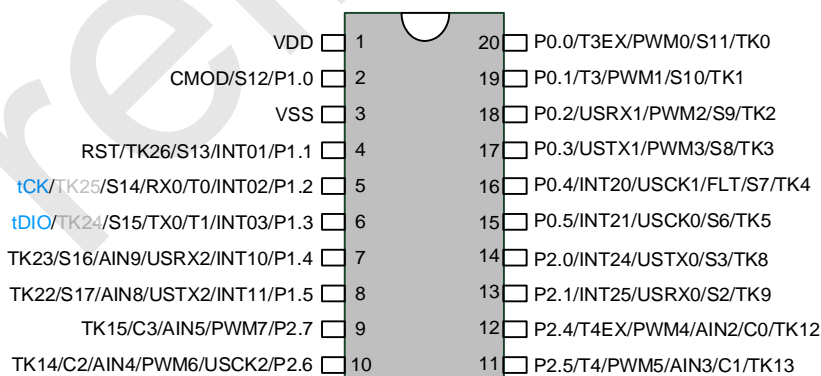 VDD 1 20 P0.0/T3EX/PWM0/S11/TK0
CMOD/S12/P1.0 2 19 P0.1/T3/PWM1/S10/TK1
VSS 3 18 P0.2/USRX1/PWM2/S9/TK2
RST/TK26/S13/INT01/P1.1 4 17 P0.3/USTX1/PWM3/S8/TK3
tCK/TK25/S14/RX0/T0/INT02/P1.2 5 16 P0.4/INT20/USCK1/FLT/S7/TK4
tDIO/TK24/S15/TX0/T1/INT03/P1.3 6 15 P0.5/INT21/USCK0/S6/TK5
TK23/S16/AIN9/USRX2/INT10/P1.4 7 14 P2.0/INT24/USTX0/S3/TK8
TK22/S17/AIN8/USTX2/INT11/P1.5 8 13 P2.1/INT25/USRX0/S2/TK9
TK15/C3/AIN5/PWM7/P2.7 9 12 P2.4/T4EX/PWM4/AIN2/C0/TK12
TK14/C2/AIN4/PWM6/USCK2/P2.6 10 11 P2.5/T4/PWM5/AIN3/C1/TK13